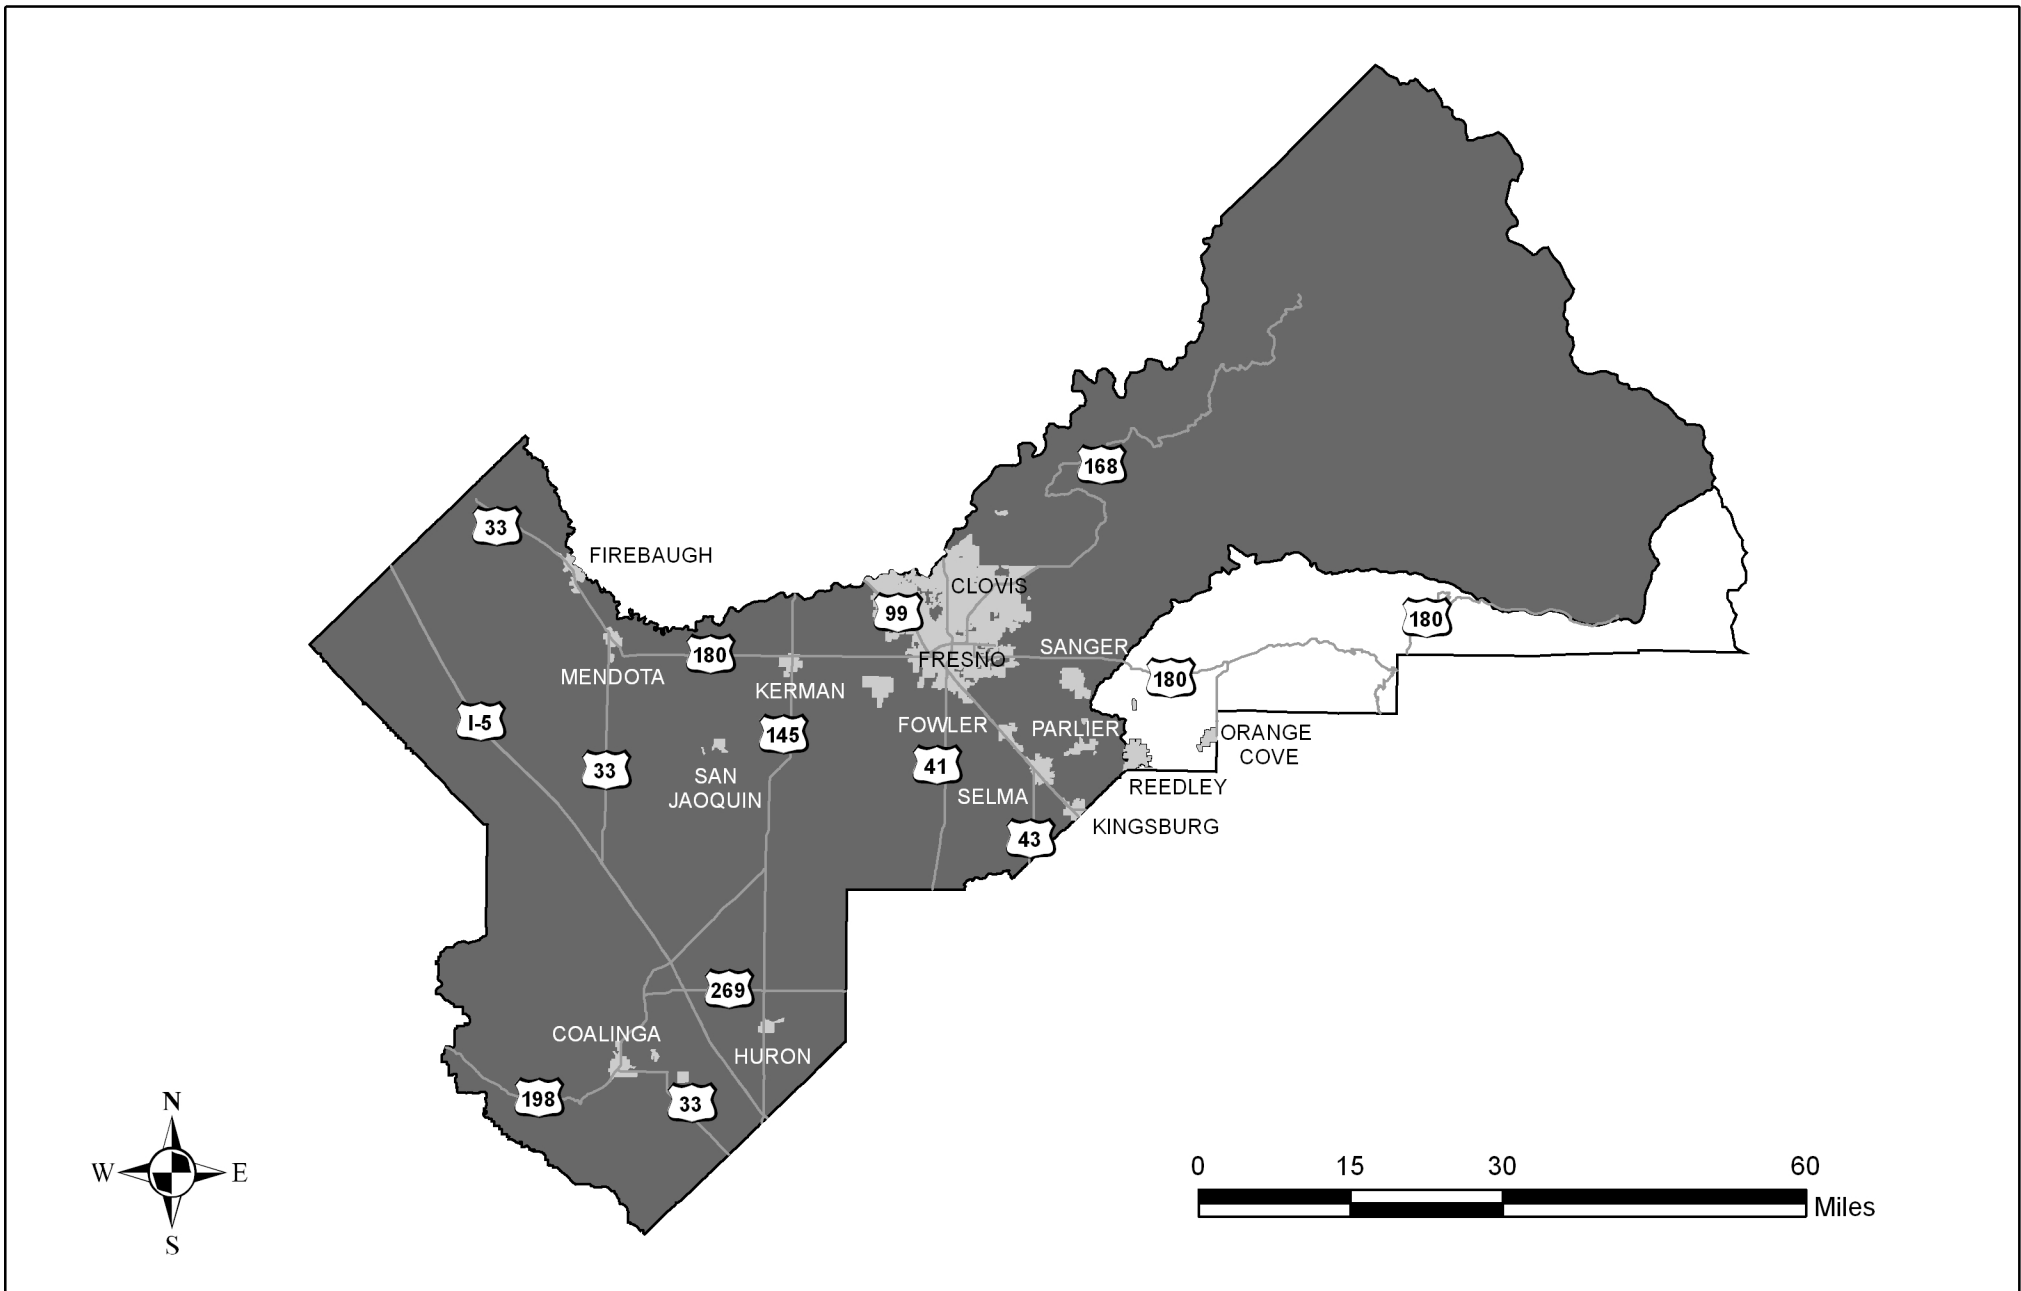 168
33
FIREBAUGH
CLOVIS
99
180
SANGER
180
FRESNO
MENDOTA
180
KERMAN
I-5
145
FOWLER
PARLIER
ORANGE
COVE
33
SAN
JAOQUIN
41
REEDLEY
SELMA
KINGSBURG
43
269
COALINGA
HURON
198
33
N
W
E
S
0 15 30 60
Miles